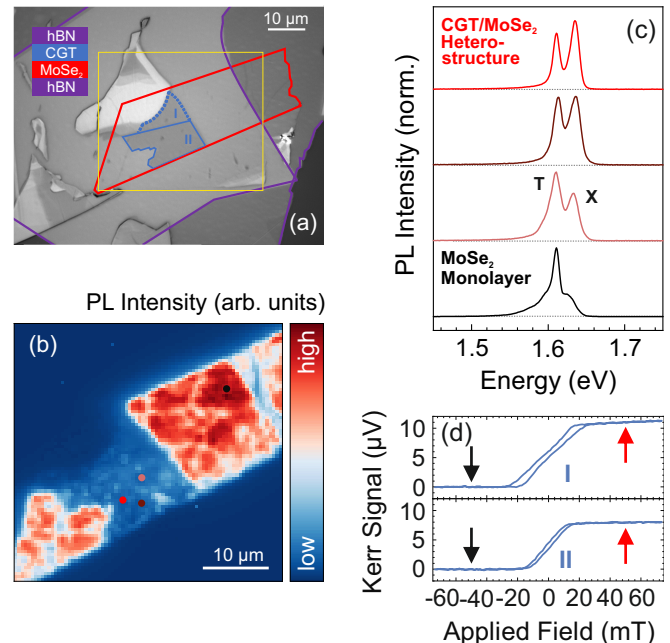 hBN
CGT
MoSe₂
hBN
10 µm
I
II
(a)
PL Intensity (arb. units)
(b)
high
low
10 µm
(c)
CGT/MoSe₂
Hetero-
structure
T
X
MoSe₂
Monolayer
PL Intensity (norm.)
1.5 1.6 1.7
Energy (eV)
(d)
10
5
0
I
10
5
0
II
Kerr Signal (µV)
-60 -40 -20 0 20 40 60
Applied Field (mT)